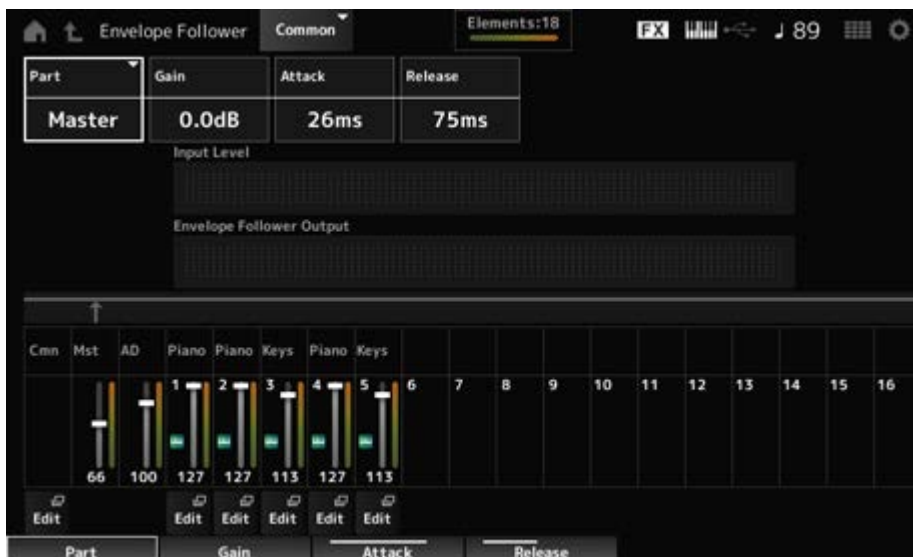 Envelope Follower Common Elements:18 FX ♩ 89
Part Gain Attack Release
Master 0.0dB 26ms 75ms
Input Level
Envelope Follower Output
Cmn Mst AD Piano Piano Keys Piano Keys
1 2 3 4 5 6 7 8 9 10 11 12 13 14 15 16
66 100 127 127 113 127 113
Edit Edit Edit Edit Edit Edit
Part Gain Attack Release